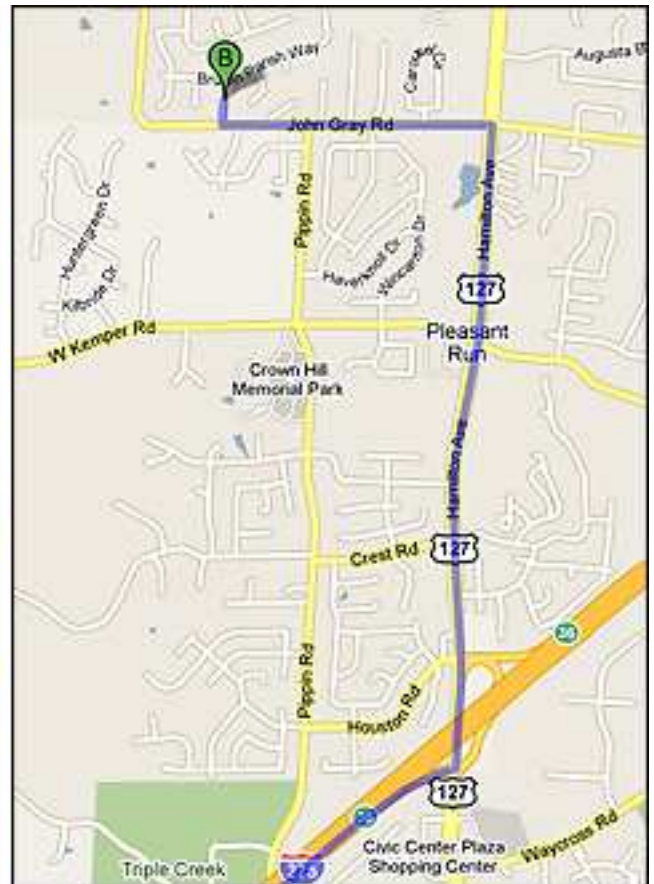 B
Way
Augusta
John Gray Rd
Pippin Rd
Hamilton Ave
Huntergreen Dr
Kilbride Dr
127
W Kemper Rd
Pleasant
Run
Crown Hill
Memorial Park
Hamilton Ave
Crest Rd
127
36
Pippin Rd
Houston Rd
127
275
Civic Center Plaza
Shopping Center
Waycross Rd
Triple Creek